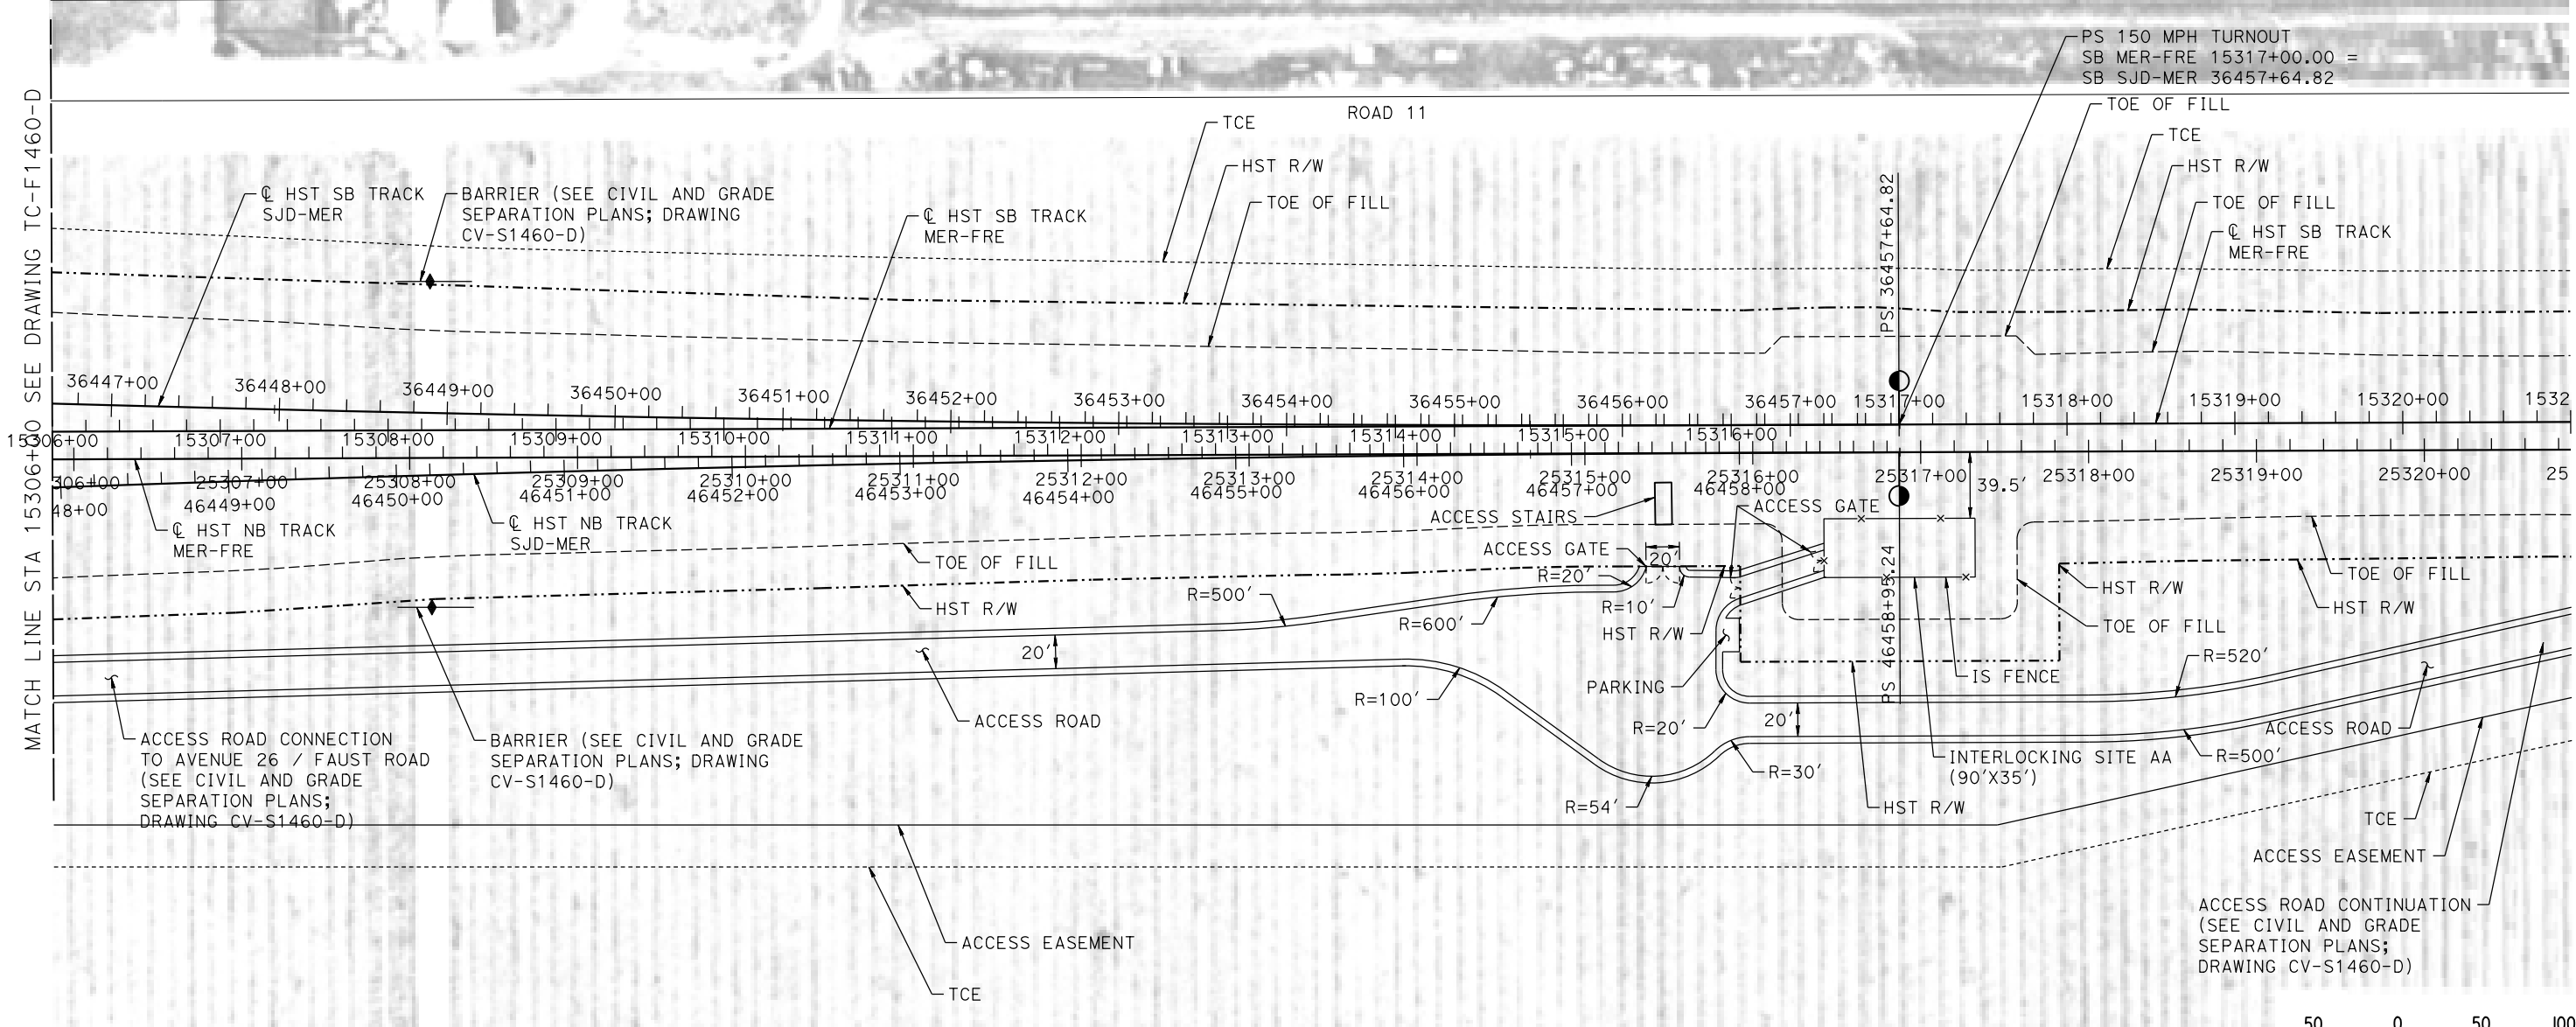 PS 150 MPH TURNOUT
SB MER-FRE 15317+00.00 =
SB SJD-MER 36457+64.82
TOE OF FILL
TCE
HST R/W
TOE OF FILL
℄ HST SB TRACK
MER-FRE
ROAD 11
TCE
HST R/W
TOE OF FILL
℄ HST SB TRACK
MER-FRE
℄ HST SB TRACK
SJD-MER
BARRIER (SEE CIVIL AND GRADE
SEPARATION PLANS; DRAWING
CV-S1460-D)
MATCH LINE STA 15306+00 SEE DRAWING TC-F1460-D
PS 36457+64.82
36447+00 36448+00 36449+00 36450+00 36451+00 36452+00 36453+00 36454+00 36455+00 36456+00 36457+00 15317+00 15318+00 15319+00 15320+00 1532
15306+00 15307+00 15308+00 15309+00 15310+00 15311+00 15312+00 15313+00 15314+00 15315+00 15316+00
306+00 25307+00 25308+00 25309+00 25310+00 25311+00 25312+00 25313+00 25314+00 25315+00 25316+00 25317+00 25318+00 25319+00 25320+00 25
48+00 46449+00 46450+00 46451+00 46452+00 46453+00 46454+00 46455+00 46456+00 46457+00 46458+00
39.5'
℄ HST NB TRACK
MER-FRE
℄ HST NB TRACK
SJD-MER
ACCESS STAIRS
ACCESS GATE
ACCESS GATE
20'
TOE OF FILL
HST R/W
R=500'
R=20'
R=600'
R=10'
HST R/W
20'
PARKING
R=100'
R=20'
20'
R=30'
R=54'
PS 46458+95.24
IS FENCE
INTERLOCKING SITE AA
(90'X35')
HST R/W
HST R/W
TOE OF FILL
TOE OF FILL
HST R/W
R=520'
ACCESS ROAD
R=500'
TCE
ACCESS EASEMENT
ACCESS ROAD CONTINUATION
(SEE CIVIL AND GRADE
SEPARATION PLANS;
DRAWING CV-S1460-D)
ACCESS ROAD CONNECTION
TO AVENUE 26 / FAUST ROAD
(SEE CIVIL AND GRADE
SEPARATION PLANS;
DRAWING CV-S1460-D)
BARRIER (SEE CIVIL AND GRADE
SEPARATION PLANS; DRAWING
CV-S1460-D)
ACCESS ROAD
ACCESS EASEMENT
TCE
50 0 50 100